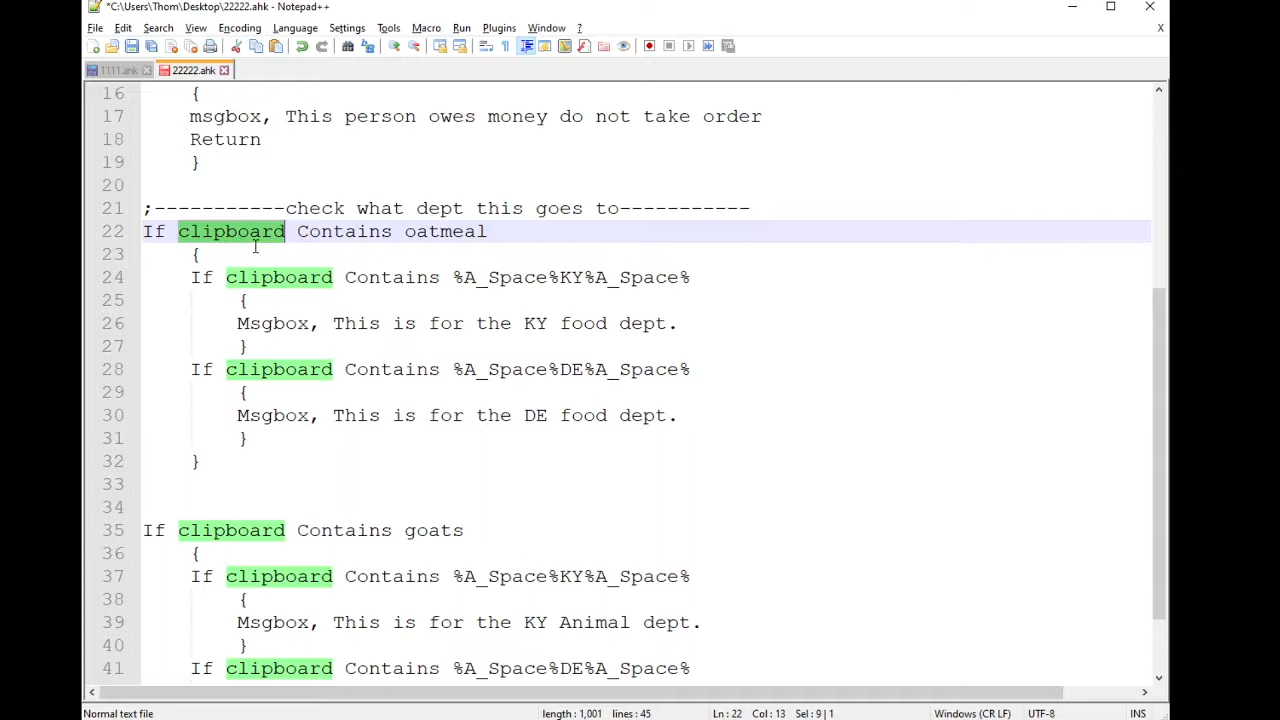 *C:\Users\Thom\Desktop\22222.ahk - Notepad++
File Edit Search View Encoding Language Settings Tools Macro Run Plugins Window ? X
1111.ahk 22222.ahk
16 {
17 msgbox, This person owes money do not take order
18 Return
19 }
20
21 ;-----------check what dept this goes to-----------
22 If clipboard Contains oatmeal
23 {
24 If clipboard Contains %A_Space%KY%A_Space%
25 {
26 Msgbox, This is for the KY food dept.
27 }
28 If clipboard Contains %A_Space%DE%A_Space%
29 {
30 Msgbox, This is for the DE food dept.
31 }
32 }
33
34
35 If clipboard Contains goats
36 {
37 If clipboard Contains %A_Space%KY%A_Space%
38 {
39 Msgbox, This is for the KY Animal dept.
40 }
41 If clipboard Contains %A_Space%DE%A_Space%
Normal text file length : 1,001 lines : 45 Ln : 22 Col : 13 Sel : 9 | 1 Windows (CR LF) UTF-8 INS